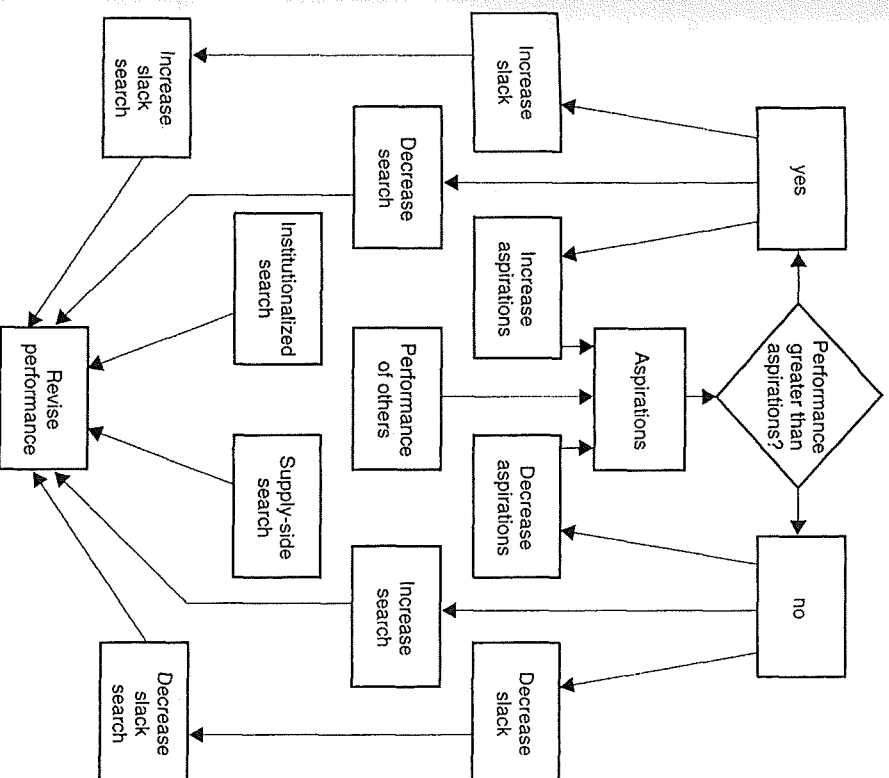 yes
Performance
greater than
aspirations?
no
Aspirations
Increase
slack
Increase
aspirations
Decrease
aspirations
Decrease
slack
Decrease
search
Performance
of others
Increase
search
Institutionalized
search
Supply-side
search
Increase
slack
search
Decrease
slack
search
Revise
performance